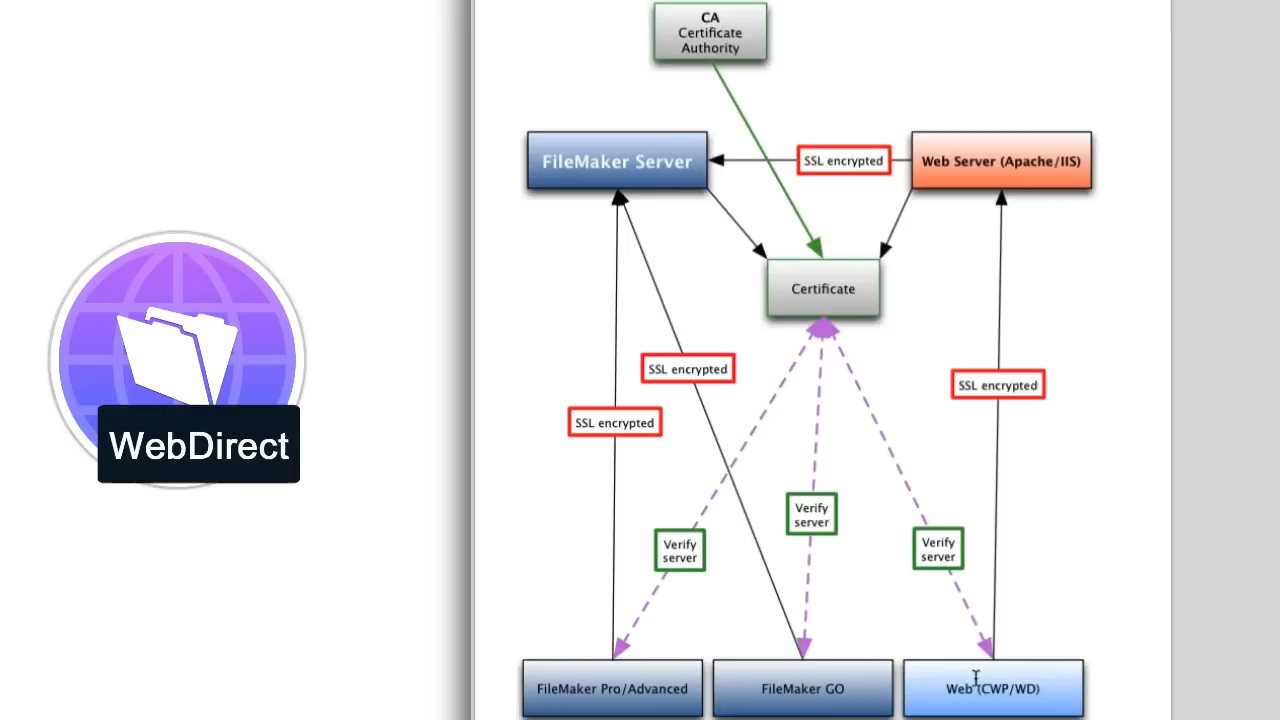 CA
Certificate
Authority
FileMaker Server
SSL encrypted
Web Server (Apache/IIS)
Certificate
SSL encrypted
SSL encrypted
SSL encrypted
WebDirect
Verify
server
Verify
server
Verify
server
FileMaker Pro/Advanced
FileMaker GO
Web (CWP/WD)